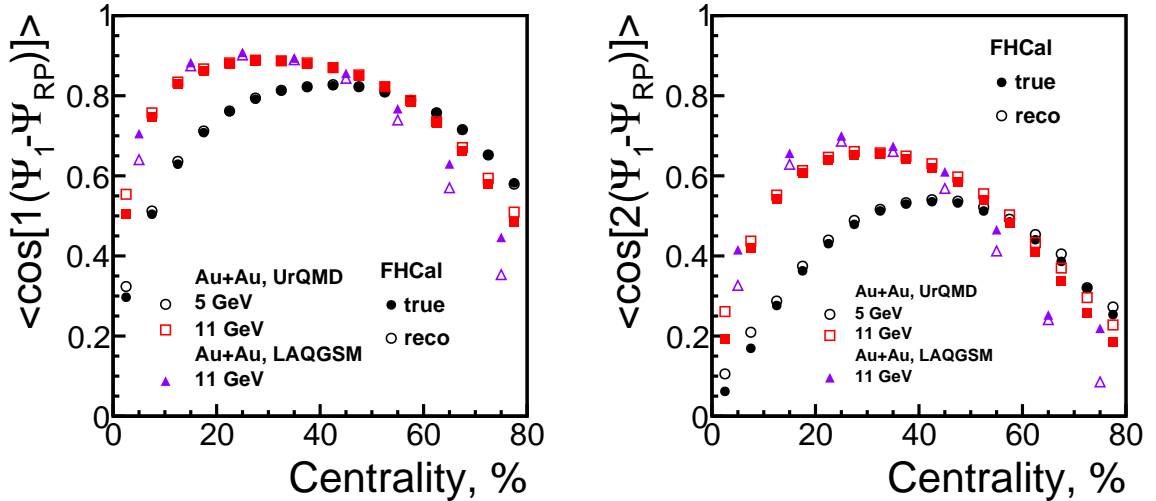 <cos[1(Ψ₁-Ψ_RP)]>
1
0.8
0.6
0.4
0.2
0
0 20 40 60 80
Centrality, %
Au+Au, UrQMD
5 GeV
11 GeV
Au+Au, LAQGSM
11 GeV
FHCal
true
reco
<cos[2(Ψ₁-Ψ_RP)]>
1
0.8
0.6
0.4
0.2
0
0 20 40 60 80
Centrality, %
FHCal
true
reco
Au+Au, UrQMD
5 GeV
11 GeV
Au+Au, LAQGSM
11 GeV